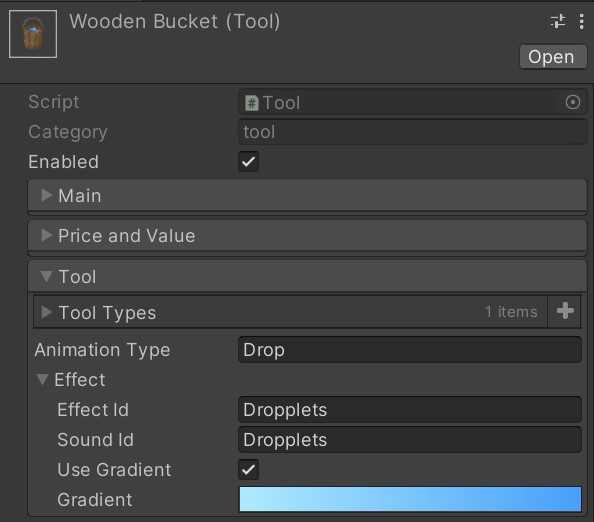 Wooden Bucket (Tool)
Open
Script # Tool
Category tool
Enabled
Main
Price and Value
Tool
Tool Types 1 items
Animation Type Drop
Effect
Effect Id Dropplets
Sound Id Dropplets
Use Gradient
Gradient